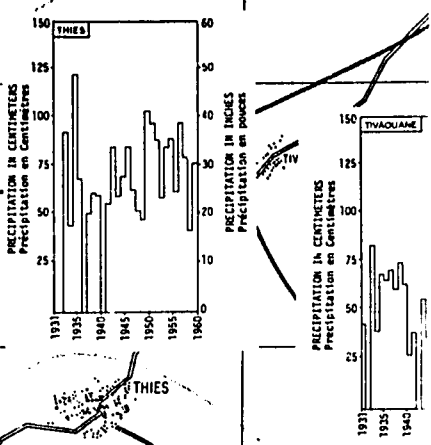 THIES
150
125
100
75
50
25
60
50
40
30
20
10
0
PRECIPITATION IN CENTIMETERS
Précipitation en Centimètres
PRECIPITATION IN INCHES
Précipitation en pouces
1931
1935
1940
1945
1950
1955
1960
TIV
TIVAOUANE
150
125
100
75
50
25
PRECIPITATION IN CENTIMETERS
Précipitation en Centimètres
1931
1935
1940
THIES